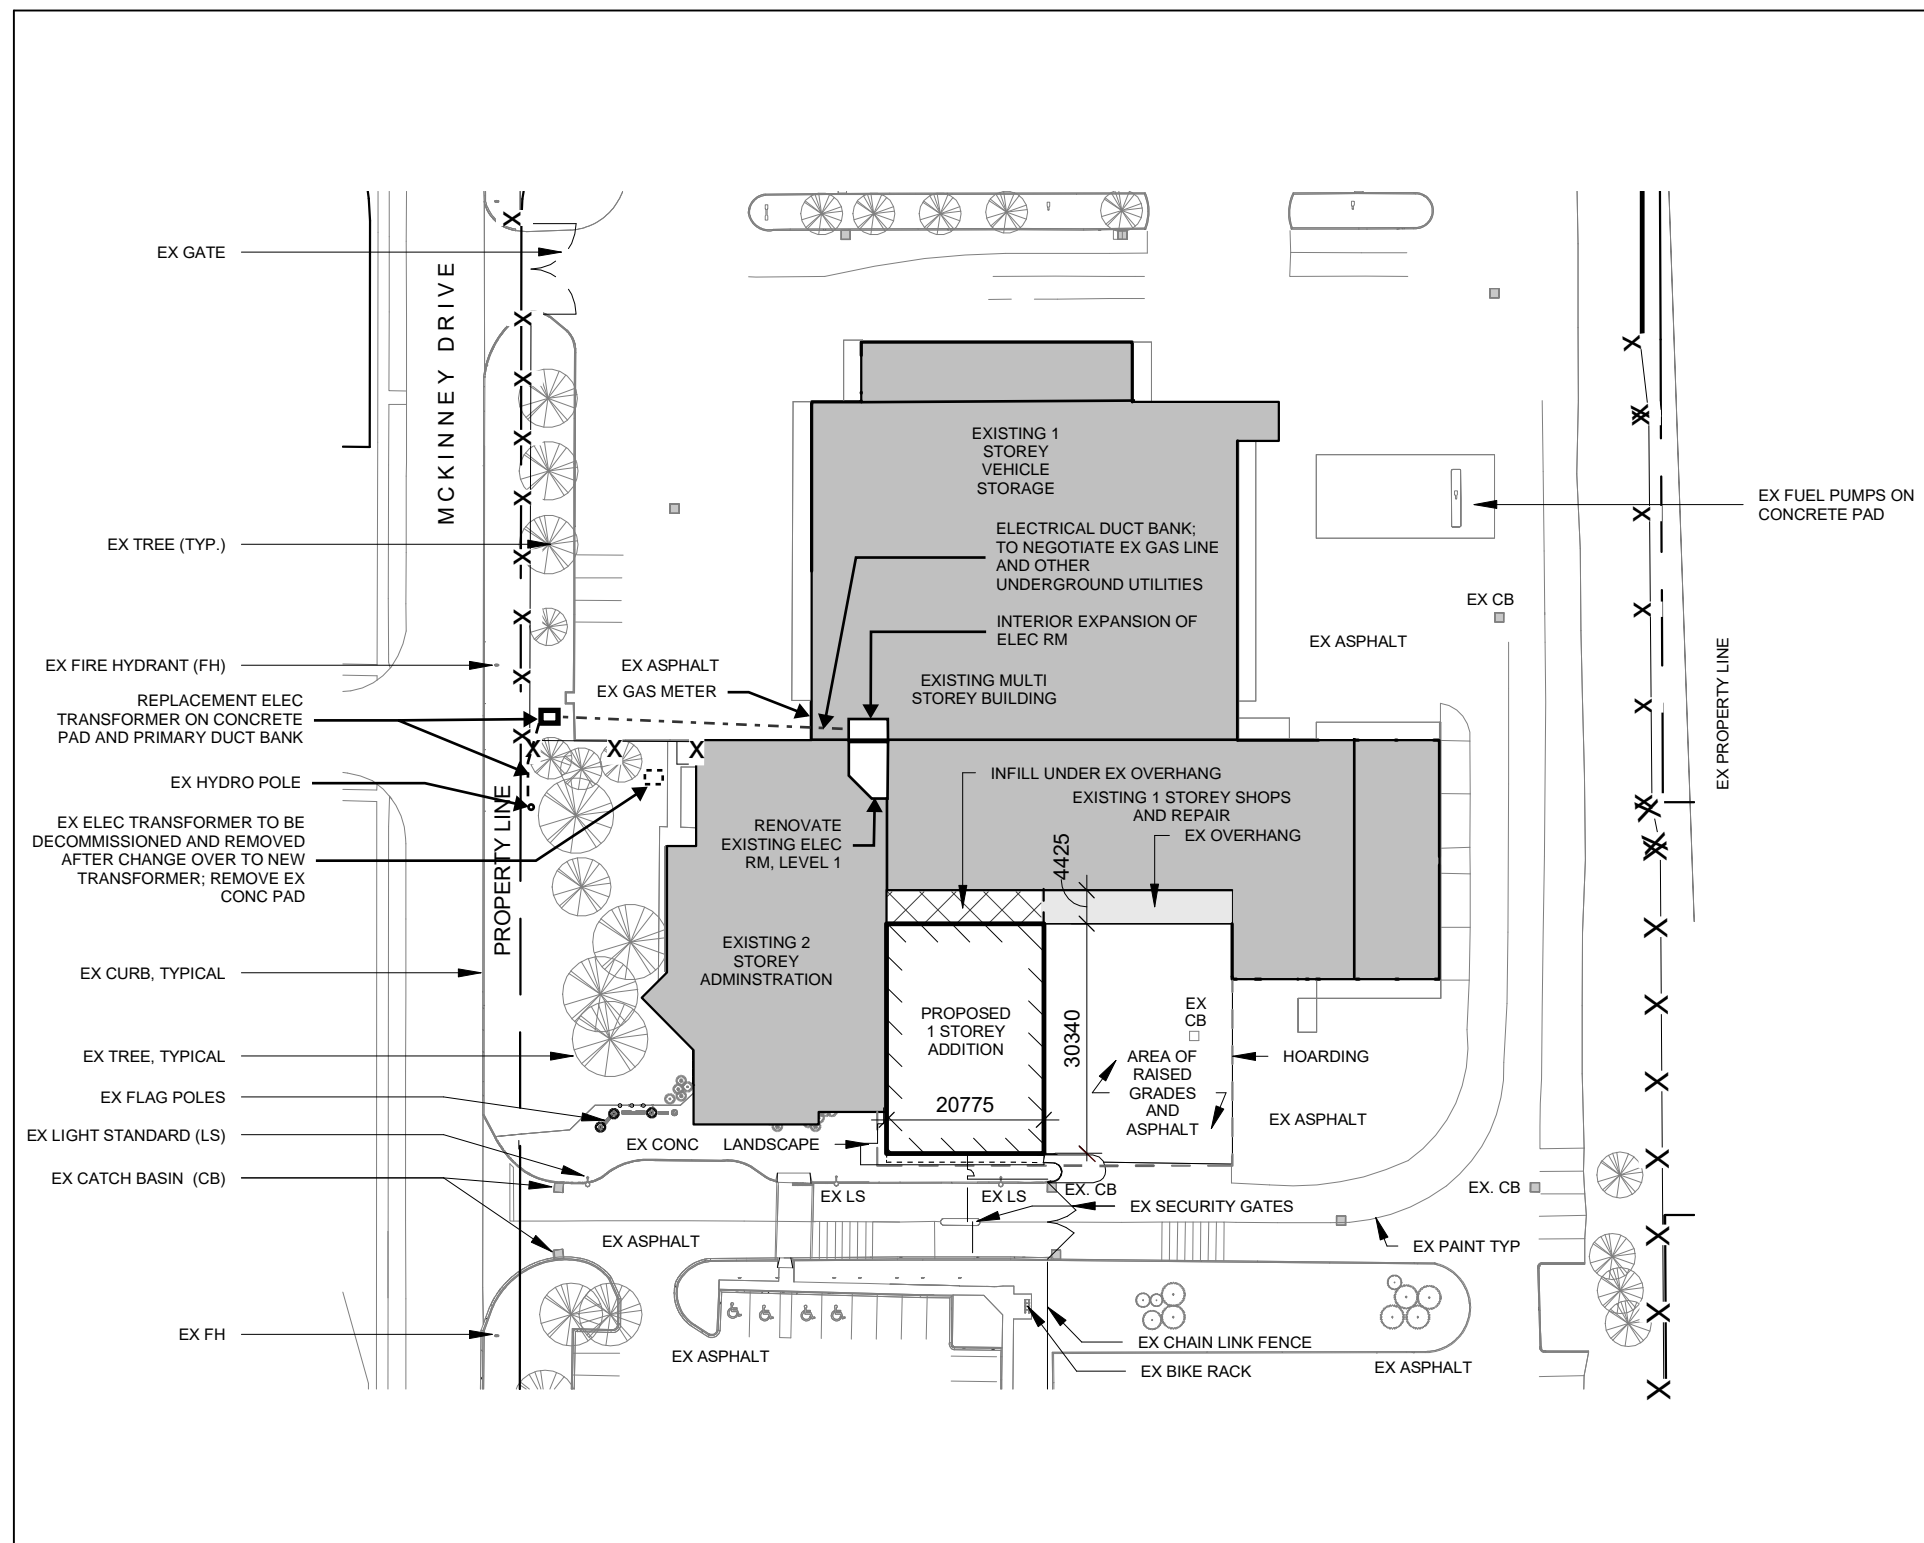 EX GATE
MCKINNEY DRIVE
EX TREE (TYP.)
EX FIRE HYDRANT (FH)
REPLACEMENT ELEC
TRANSFORMER ON CONCRETE
PAD AND PRIMARY DUCT BANK
EX HYDRO POLE
EX ELEC TRANSFORMER TO BE
DECOMMISSIONED AND REMOVED
AFTER CHANGE OVER TO NEW
TRANSFORMER; REMOVE EX
CONC PAD
PROPERTY LINE
EX CURB, TYPICAL
EX TREE, TYPICAL
EX FLAG POLES
EX LIGHT STANDARD (LS)
EX CATCH BASIN (CB)
EX FH
EXISTING 1
STOREY
VEHICLE
STORAGE
ELECTRICAL DUCT BANK;
TO NEGOTIATE EX GAS LINE
AND OTHER
UNDERGROUND UTILITIES
INTERIOR EXPANSION OF
ELEC RM
EX ASPHALT
EX GAS METER
EXISTING MULTI
STOREY BUILDING
INFILL UNDER EX OVERHANG
EXISTING 1 STOREY SHOPS
AND REPAIR
EX OVERHANG
RENOVATE
EXISTING ELEC
RM, LEVEL 1
4425
EXISTING 2
STOREY
ADMINSTRATION
PROPOSED
1 STOREY
ADDITION
30340
20775
EX
CB
AREA OF
RAISED
GRADES
AND
ASPHALT
HOARDING
EX ASPHALT
EX CONC
LANDSCAPE
EX LS
EX LS
EX. CB
EX SECURITY GATES
EX. CB
EX PAINT TYP
EX ASPHALT
EX CHAIN LINK FENCE
EX BIKE RACK
EX ASPHALT
EX ASPHALT
EX FUEL PUMPS ON
CONCRETE PAD
EX CB
EX ASPHALT
EX PROPERTY LINE